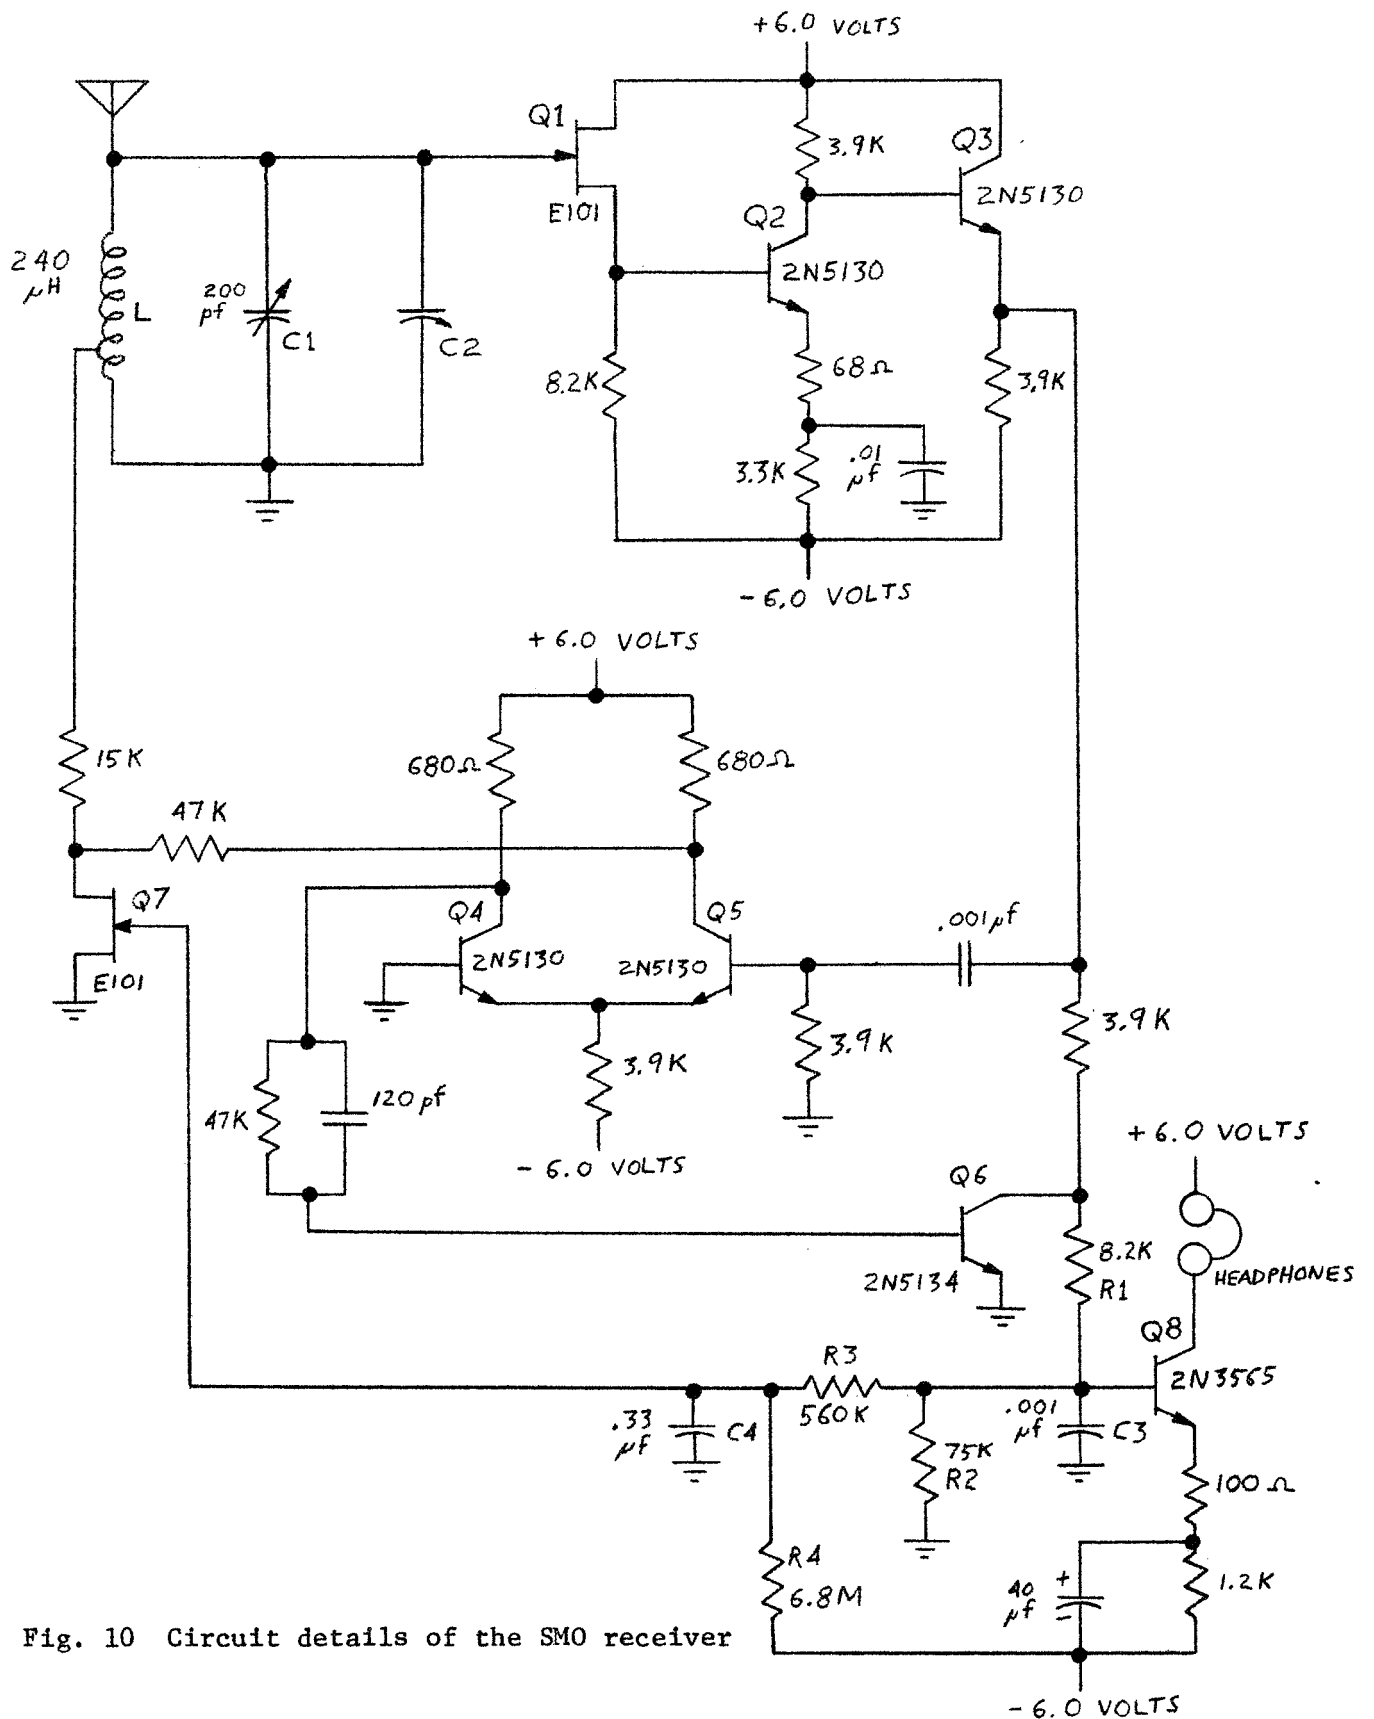 +6.0 VOLTS
Q1
E101
3.9K
Q3
2N5130
Q2
2N5130
240
μH
L
200
pf
C1
C2
8.2K
68Ω
3.9K
3.3K
.01
μf
-6.0 VOLTS
+6.0 VOLTS
15K
680Ω
680Ω
47K
Q7
E101
Q4
2N5130
Q5
2N5130
.001μf
3.9K
3.9K
3.9K
47K
120pf
-6.0 VOLTS
+6.0 VOLTS
Q6
2N5134
8.2K
R1
HEADPHONES
Q8
2N3565
R3
560K
.33
μf
C4
75K
R2
.001
μf
C3
100Ω
R4
6.8M
40
μf
+
-
1.2K
Fig. 10 Circuit details of the SMO receiver
-6.0 VOLTS